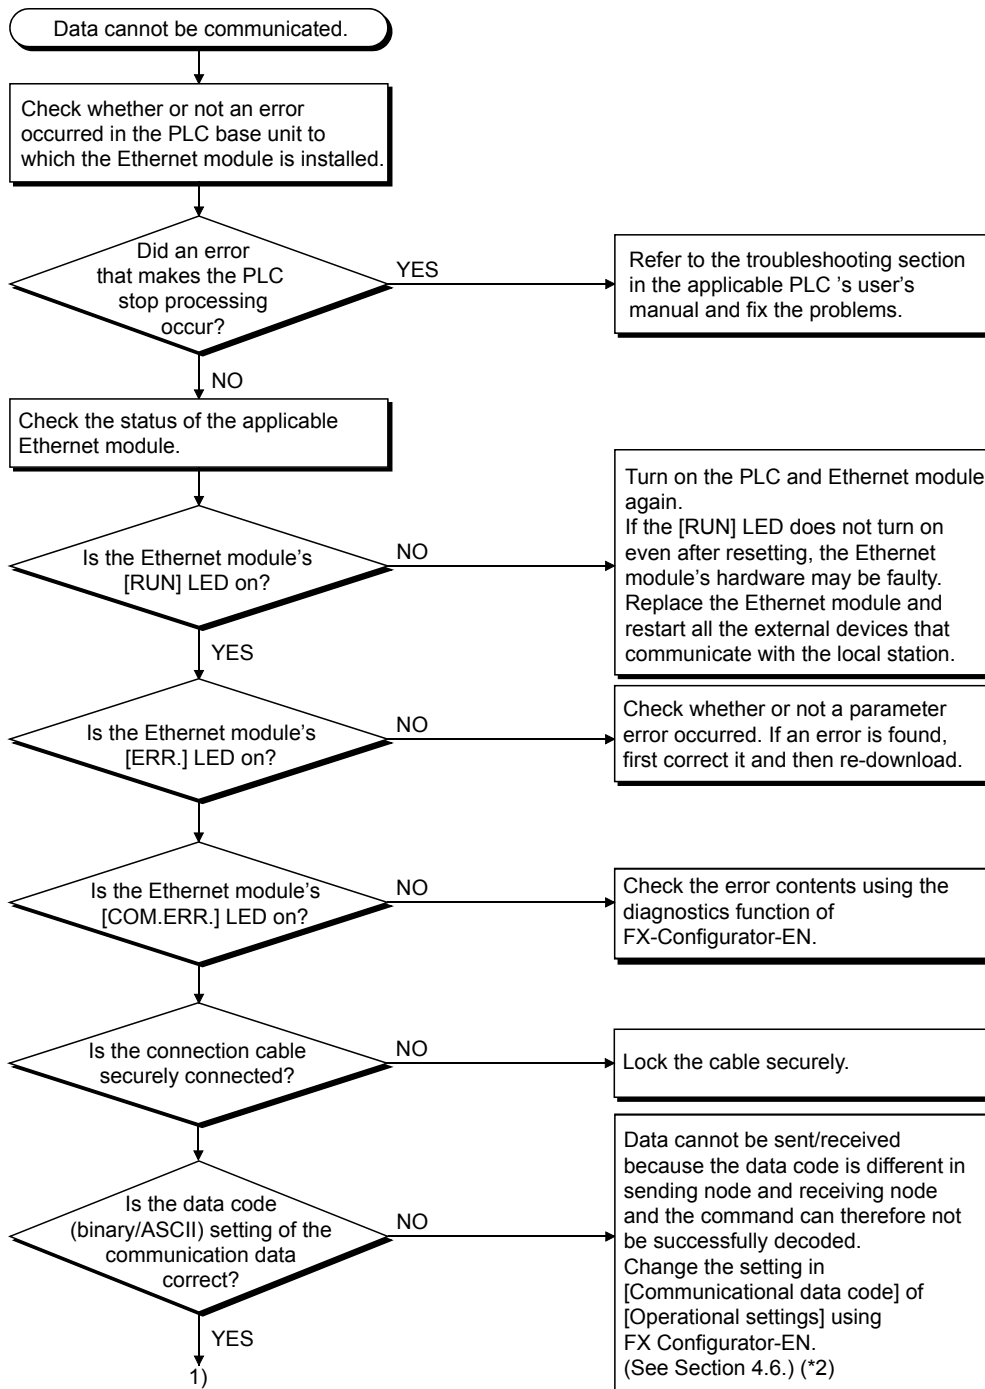 Data cannot be communicated.
Check whether or not an error
occurred in the PLC base unit to
which the Ethernet module is installed.
Did an error
that makes the PLC
stop processing
occur?
YES
Refer to the troubleshooting section
in the applicable PLC 's user's
manual and fix the problems.
NO
Check the status of the applicable
Ethernet module.
Is the Ethernet module's
[RUN] LED on?
NO
Turn on the PLC and Ethernet module
again.
If the [RUN] LED does not turn on
even after resetting, the Ethernet
module's hardware may be faulty.
Replace the Ethernet module and
restart all the external devices that
communicate with the local station.
YES
Is the Ethernet module's
[ERR.] LED on?
NO
Check whether or not a parameter
error occurred. If an error is found,
first correct it and then re-download.
Is the Ethernet module's
[COM.ERR.] LED on?
NO
Check the error contents using the
diagnostics function of
FX-Configurator-EN.
Is the connection cable
securely connected?
NO
Lock the cable securely.
Is the data code
(binary/ASCII) setting of the
communication data
correct?
NO
Data cannot be sent/received
because the data code is different in
sending node and receiving node
and the command can therefore not
be successfully decoded.
Change the setting in
[Communicational data code] of
[Operational settings] using
FX Configurator-EN.
(See Section 4.6.) (*2)
YES
1)